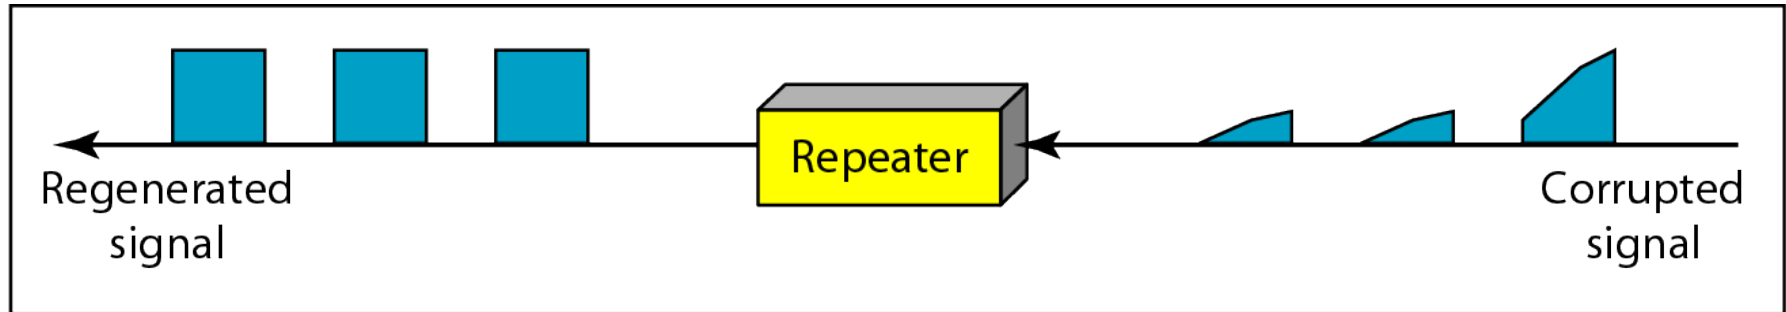 Repeater
Regenerated
signal
Corrupted
signal